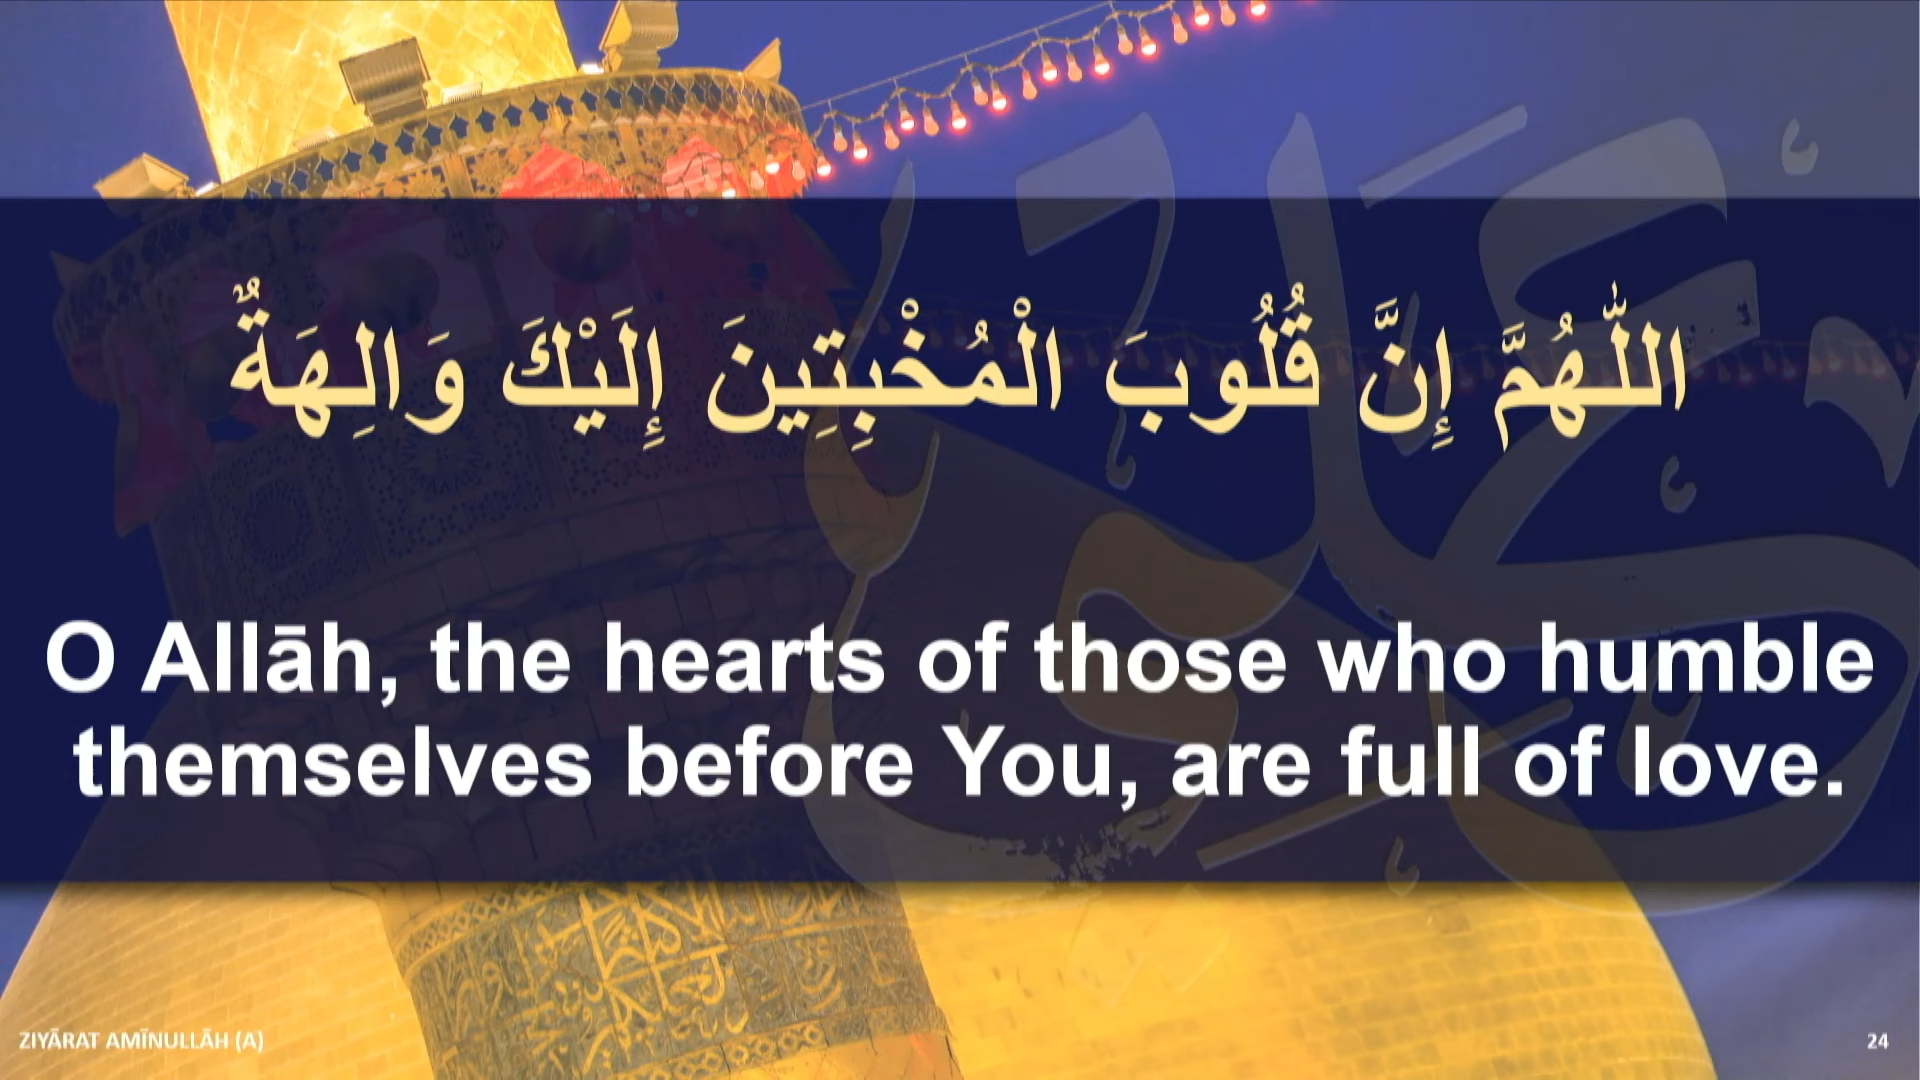 اللّٰهُمَّ إِنَّ قُلُوبَ الْمُخْبِتِينَ إِلَيْكَ وَالِهَةٌ
O Allāh, the hearts of those who humble
themselves before You, are full of love.
ZIYĀRAT AMĪNULLĀH (A)
24